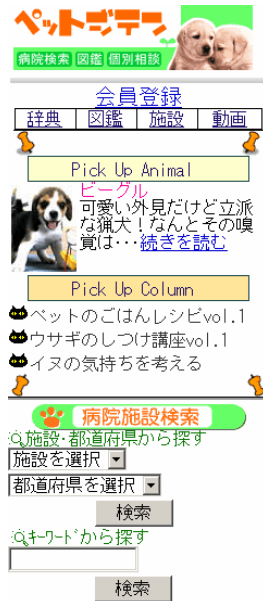 ペットジテン
病院検索 図鑑 個別相談
会員登録
辞典 図鑑 施設 動画
Pick Up Animal
ビーグル
可愛い外見だけど立派
な猟犬！なんとその嗅
覚は・・・続きを読む
Pick Up Column
ペットのごはんレシピvol.1
ウサギのしつけ講座vol.1
イヌの気持ちを考える
病院施設検索
施設・都道府県から探す
施設を選択
都道府県を選択
検索
ｷｰﾜｰﾄﾞから探す
検索